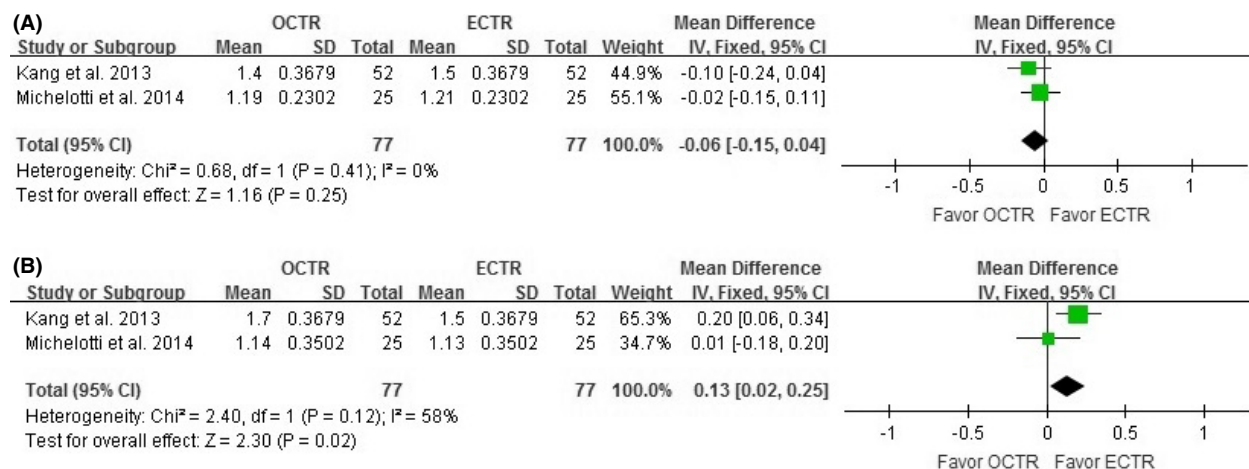 (A)
OCTR ECTR Mean Difference Mean Difference
Study or Subgroup Mean SD Total Mean SD Total Weight IV, Fixed, 95% CI IV, Fixed, 95% CI
Kang et al. 2013 1.4 0.3679 52 1.5 0.3679 52 44.9% -0.10 [-0.24, 0.04]
Michelotti et al. 2014 1.19 0.2302 25 1.21 0.2302 25 55.1% -0.02 [-0.15, 0.11]
Total (95% CI) 77 77 100.0% -0.06 [-0.15, 0.04]
Heterogeneity: Chi² = 0.68, df = 1 (P = 0.41); I² = 0%
Test for overall effect: Z = 1.16 (P = 0.25)
-1 -0.5 0 0.5 1
Favor OCTR Favor ECTR
(B)
OCTR ECTR Mean Difference Mean Difference
Study or Subgroup Mean SD Total Mean SD Total Weight IV, Fixed, 95% CI IV, Fixed, 95% CI
Kang et al. 2013 1.7 0.3679 52 1.5 0.3679 52 65.3% 0.20 [0.06, 0.34]
Michelotti et al. 2014 1.14 0.3502 25 1.13 0.3502 25 34.7% 0.01 [-0.18, 0.20]
Total (95% CI) 77 77 100.0% 0.13 [0.02, 0.25]
Heterogeneity: Chi² = 2.40, df = 1 (P = 0.12); I² = 58%
Test for overall effect: Z = 2.30 (P = 0.02)
-1 -0.5 0 0.5 1
Favor OCTR Favor ECTR